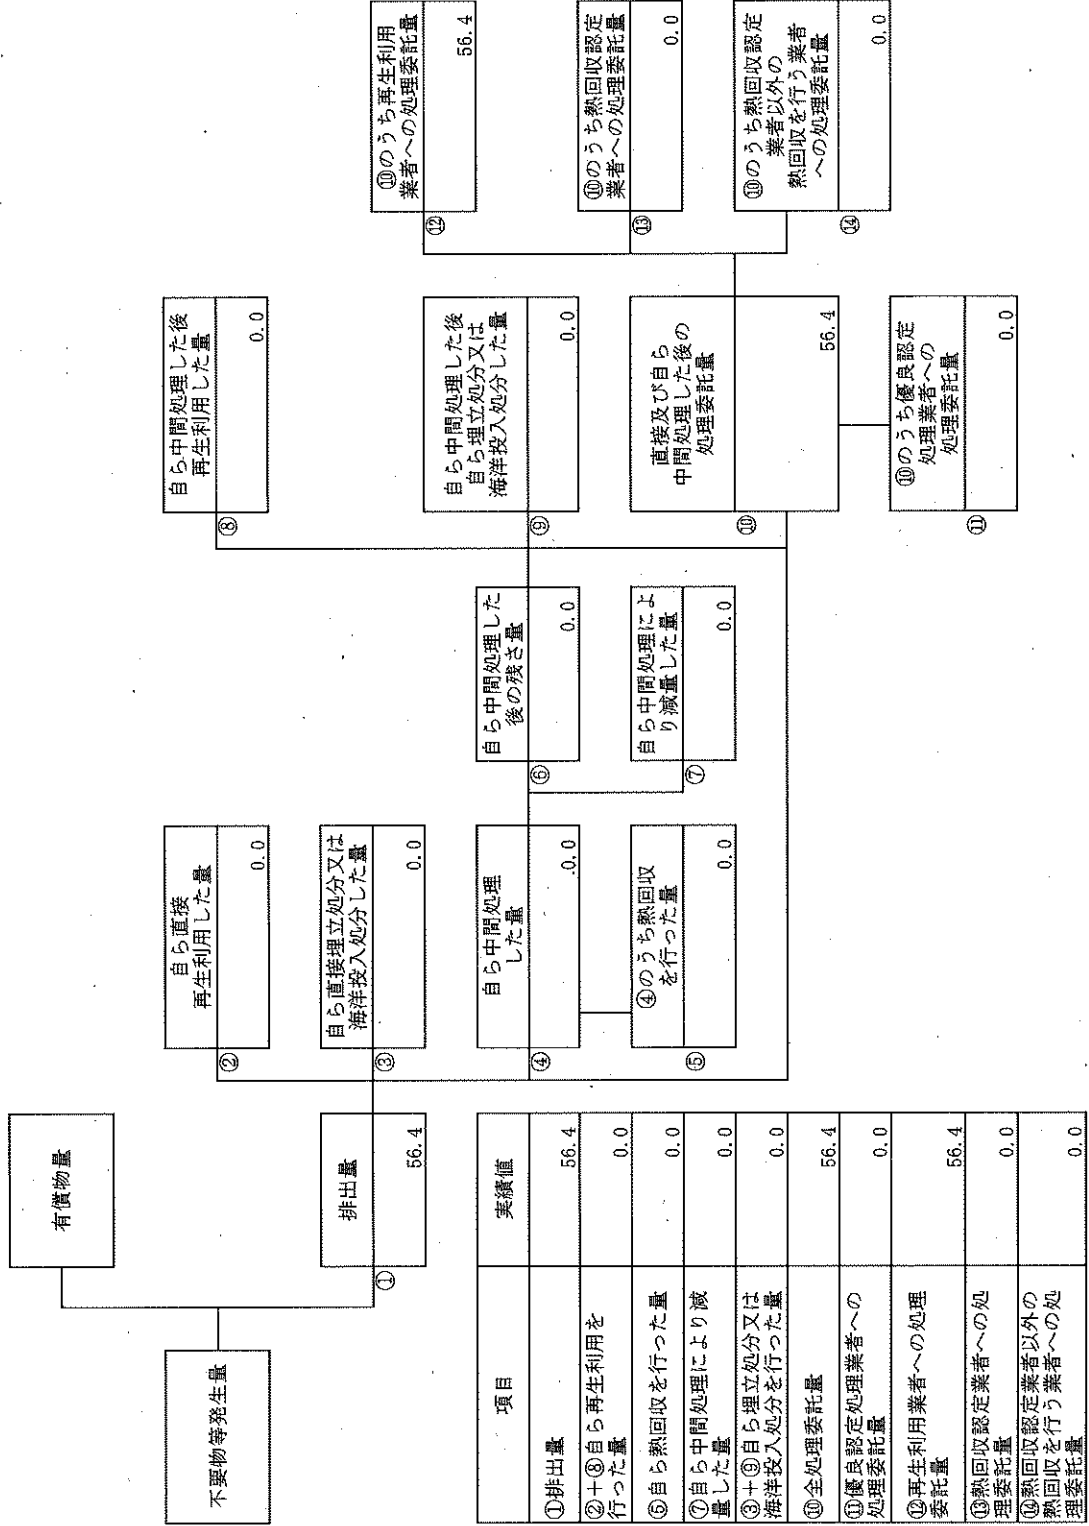 不要物等発生量
有償物量
排出量
①
56.4
自ら直接
再生利用した量
②
0.0
自ら直接埋立処分又は
海洋投入処分した量
③
0.0
自ら中間処理
した量
④
0.0
④のうち熱回収
を行った量
⑤
0.0
自ら中間処理した
後の残さ量
⑥
0.0
自ら中間処理によ
り減量した量
⑦
0.0
自ら中間処理した後
再生利用した量
⑧
0.0
自ら中間処理した後
自ら埋立処分又は
海洋投入処分した量
⑨
0.0
直接及び自ら
中間処理した後の
処理委託量
⑩
56.4
⑩のうち優良認定
処理業者への
処理委託量
⑪
0.0
⑩のうち再生利用
業者への処理委託量
⑫
56.4
⑩のうち熱回収認定
業者への処理委託量
⑬
0.0
⑩のうち熱回収認定
業者以外の
熱回収を行う業者
への処理委託量
⑭
0.0
項目 実績値
①排出量 56.4
②+⑧自ら再生利用を
行った量 0.0
⑤自ら熱回収を行った量 0.0
⑦自ら中間処理により減
量した量 0.0
③+⑨自ら埋立処分又は
海洋投入処分を行った量 0.0
⑩全処理委託量 56.4
⑪優良認定処理業者への
処理委託量 0.0
⑫再生利用業者への処理
委託量 56.4
⑬熱回収認定業者への処
理委託量 0.0
⑭熱回収認定業者以外の
熱回収を行う業者への処
理委託量 0.0